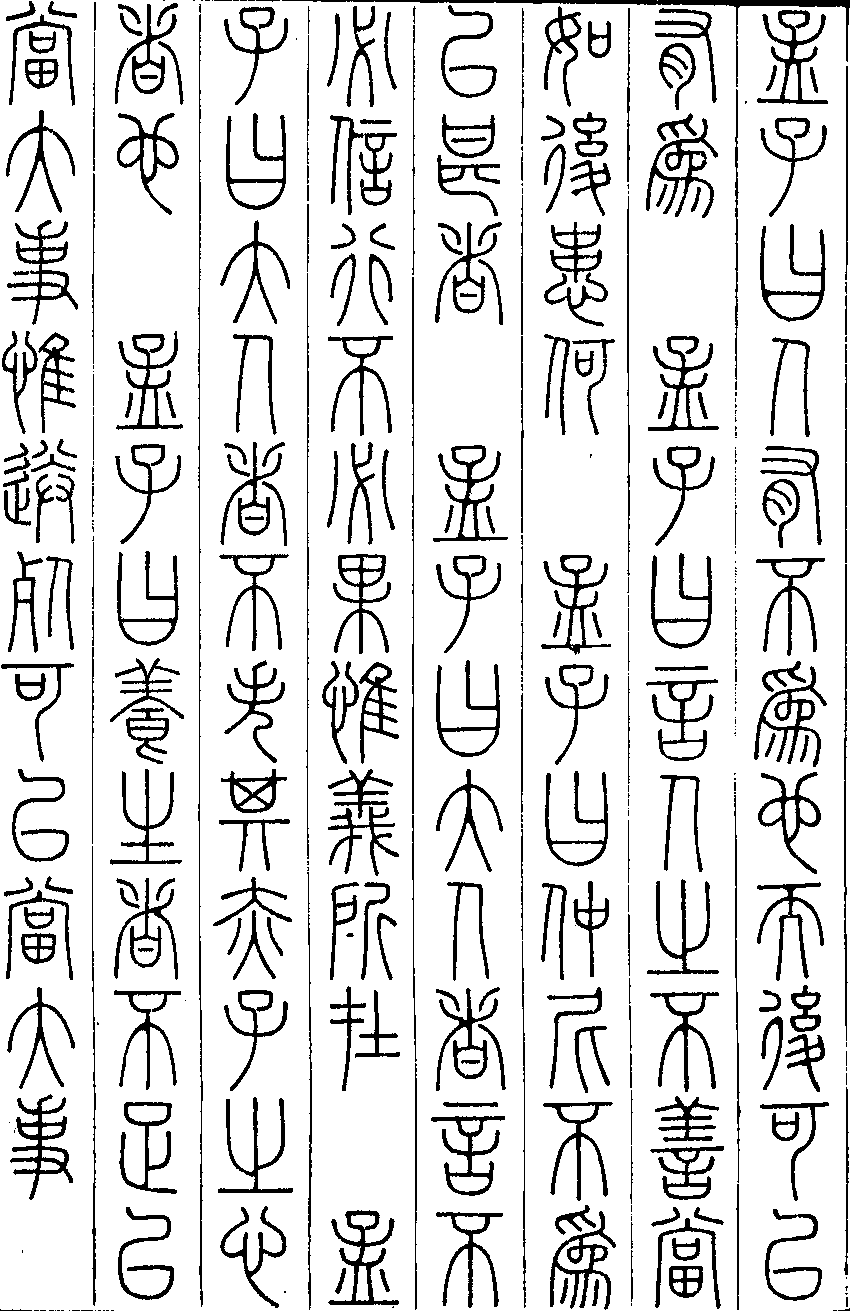 孟子曰人有不爲也而後可以
有爲　孟子曰言人之不善當
如後患何　孟子曰仲尼不爲
已甚者　孟子曰大人者言不
必信行不必果惟義所在　孟
子曰大人者不失其赤子之心
者也　孟子曰養生者不足以
當大事惟送死可以當大事